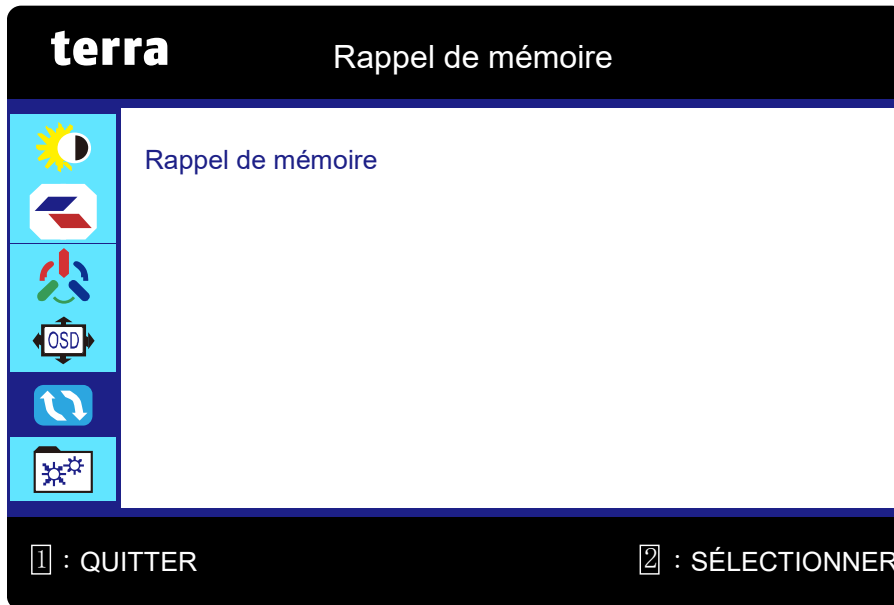 terra
Rappel de mémoire
Rappel de mémoire
OSD
1 : QUITTER
2 : SÉLECTIONNER